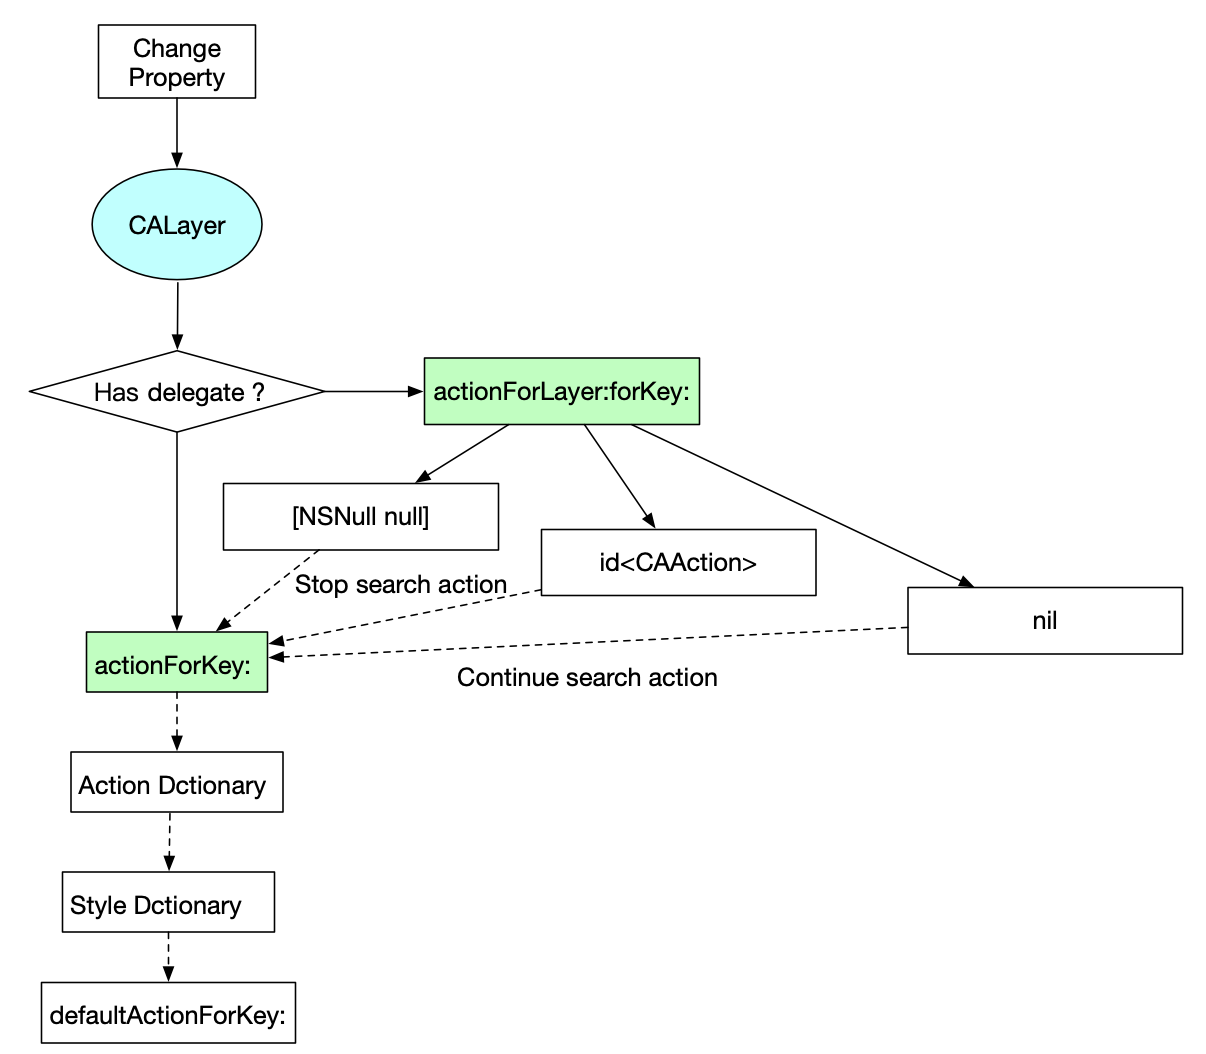 Change
Property
CALayer
Has delegate ?
actionForLayer:forKey:
[NSNull null]
id<CAAction>
Stop search action
nil
actionForKey:
Continue search action
Action Dctionary
Style Dctionary
defaultActionForKey: